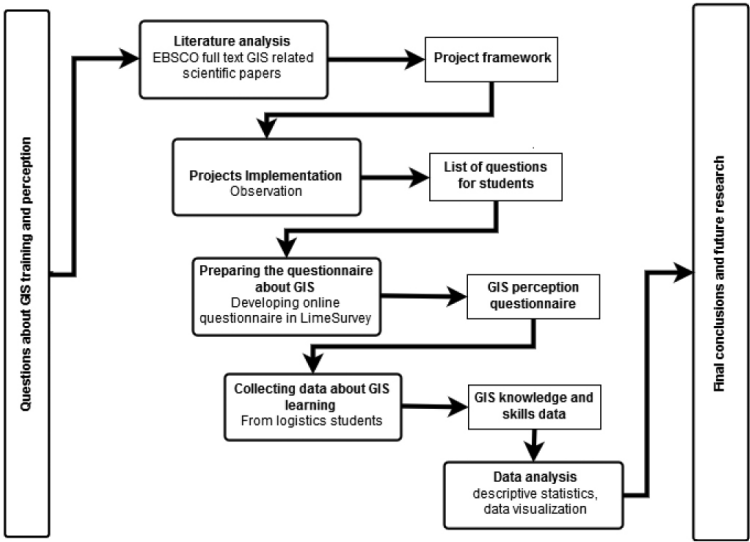 Questions about GIS training and perception
Literature analysis
EBSCO full text GIS related
scientific papers
Project framework
Projects Implementation
Observation
List of questions
for students
Preparing the questionnaire
about GIS
Developing online
questionnaire in LimeSurvey
GIS perception
questionnaire
Collecting data about GIS
learning
From logistics students
GIS knowledge and
skills data
Data analysis
descriptive statistics,
data visualization
Final conclusions and future research